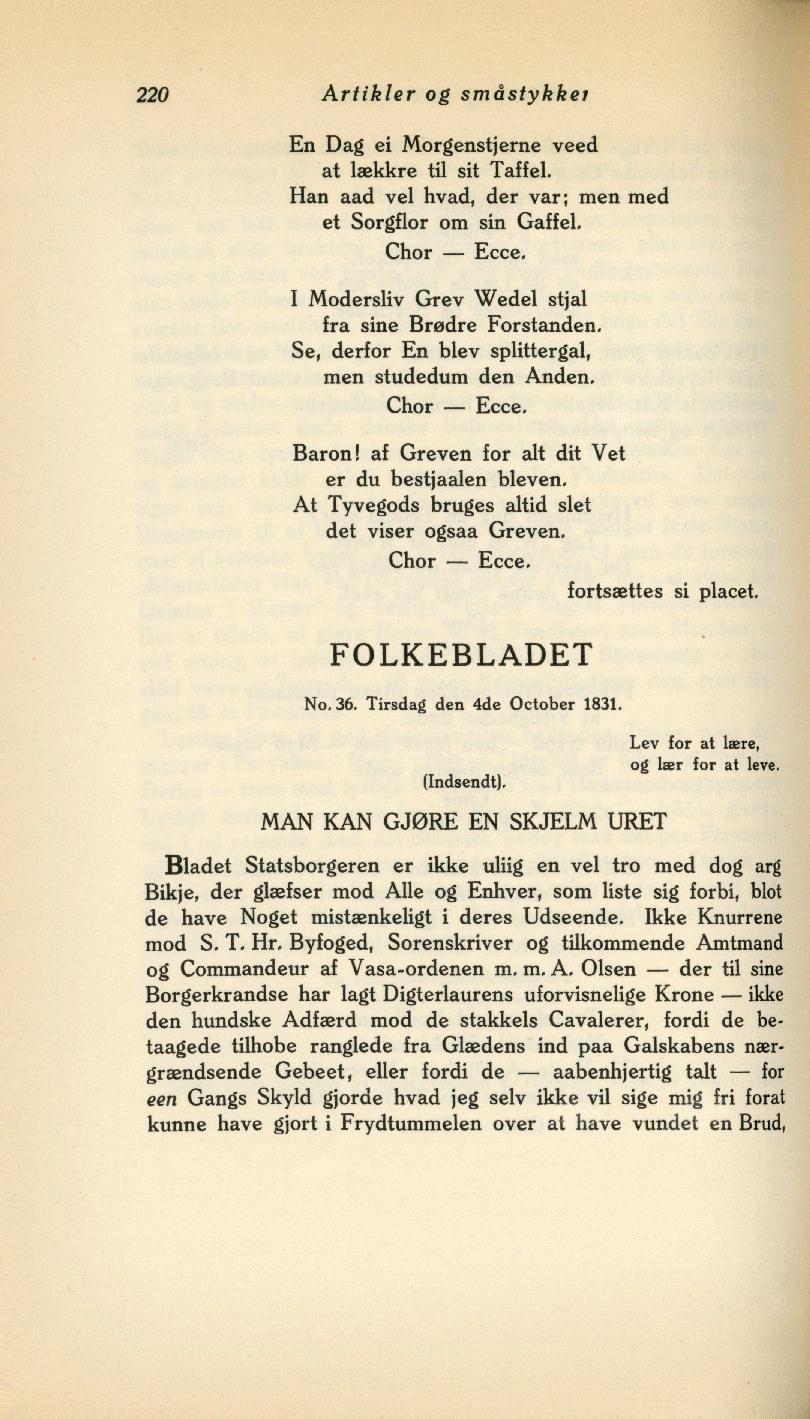 220
Artikler og småstykker
En Dag ei Morgenstjerne veed
at lækkre til sit Taffel.
Han aad vel hvad, der var; men med
et Sorgflor om sin Gaffel.
Chor — Ecce.
I Modersliv Grev Wedel stjal
fra sine Brødre Forstanden.
Se, derfor En blev splittergal,
men studedum den Anden.
Chor — Ecce.
Baron! af Greven for alt dit Vet
er du bestjaalen bleven.
At Tyvegods bruges altid slet
det viser ogsaa Greven.
Chor — Ecce.
fortsættes si placet.
FOLKEBLADET
No. 36. Tirsdag den 4de October 1831.
Lev for at lære,
og lær for at leve.
(Indsendt).
MAN KAN GJØRE EN SKJELM URET
Bladet Statsborgeren er ikke uliig en vel tro med dog arg
Bikje, der glæfser mod Alle og Enhver, som liste sig forbi, blot
de have Noget mistænkeligt i deres Udseende. Ikke Knurrene
mod S. T. Hr. Byfoged, Sorenskriver og tilkommende Amtmand
og Commandeur af Vasa-ordenen m. m. A. Olsen — der til sine
Borgerkrandse har lagt Digterlaurens uforvisnelige Krone — ikke
den hundske Adfærd mod de stakkels Cavalerer, fordi de be-
taagede tilhobe ranglede fra Glædens ind paa Galskabens nær-
grændsende Gebeet, eller fordi de — aabenhjertig talt — for
een Gangs Skyld gjorde hvad jeg selv ikke vil sige mig fri forat
kunne have gjort i Frydtummelen over at have vundet en Brud,